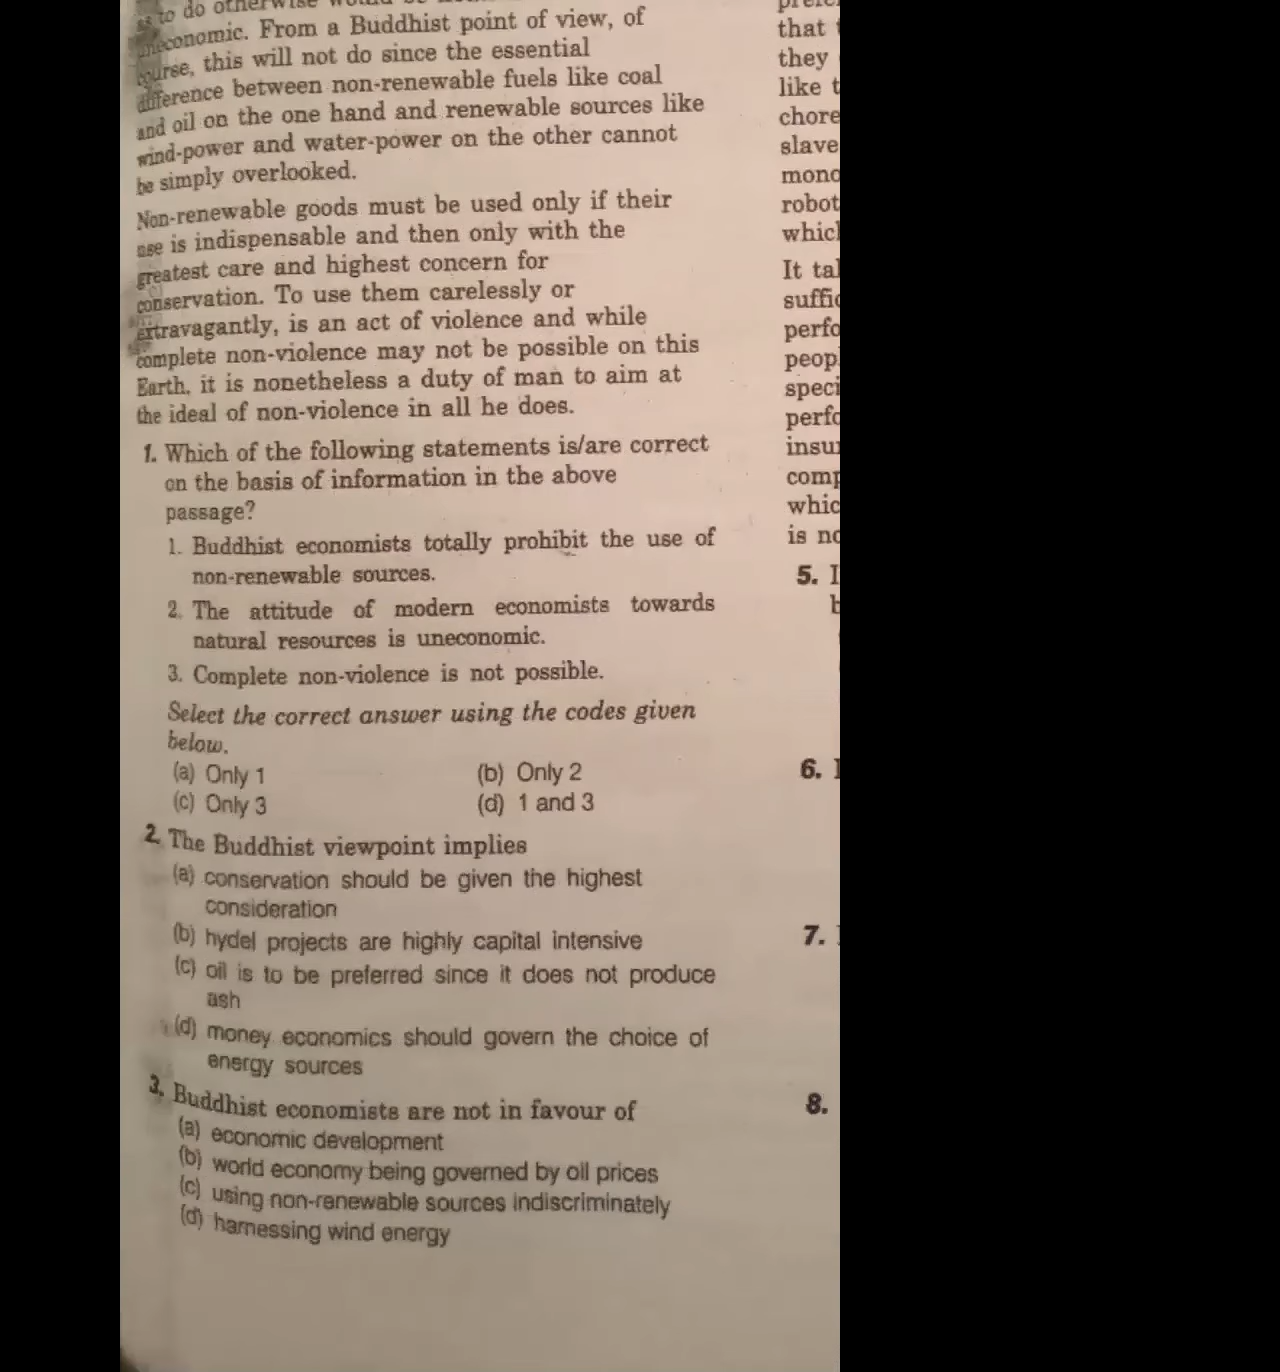 as to do otherwise would be
uneconomic. From a Buddhist point of view, of
course, this will not do since the essential
difference between non-renewable fuels like coal
and oil on the one hand and renewable sources like
wind-power and water-power on the other cannot
be simply overlooked.
Non-renewable goods must be used only if their
use is indispensable and then only with the
greatest care and highest concern for
conservation. To use them carelessly or
extravagantly, is an act of violence and while
complete non-violence may not be possible on this
Earth, it is nonetheless a duty of man to aim at
the ideal of non-violence in all he does.
1. Which of the following statements is/are correct
on the basis of information in the above
passage?
1. Buddhist economists totally prohibit the use of
non-renewable sources.
2. The attitude of modern economists towards
natural resources is uneconomic.
3. Complete non-violence is not possible.
Select the correct answer using the codes given
below.
(a) Only 1 (b) Only 2
(c) Only 3 (d) 1 and 3
2. The Buddhist viewpoint implies
(a) conservation should be given the highest
consideration
(b) hydel projects are highly capital intensive
(c) oil is to be preferred since it does not produce
ash
(d) money economics should govern the choice of
energy sources
3. Buddhist economists are not in favour of
(a) economic development
(b) world economy being governed by oil prices
(c) using non-renewable sources indiscriminately
(d) harnessing wind energy
that
they
like t
chore
slave
mono
robot
which
It tal
suffic
perfo
peop
speci
perfo
insu
comp
whic
is no
5. I
6.
7.
8.